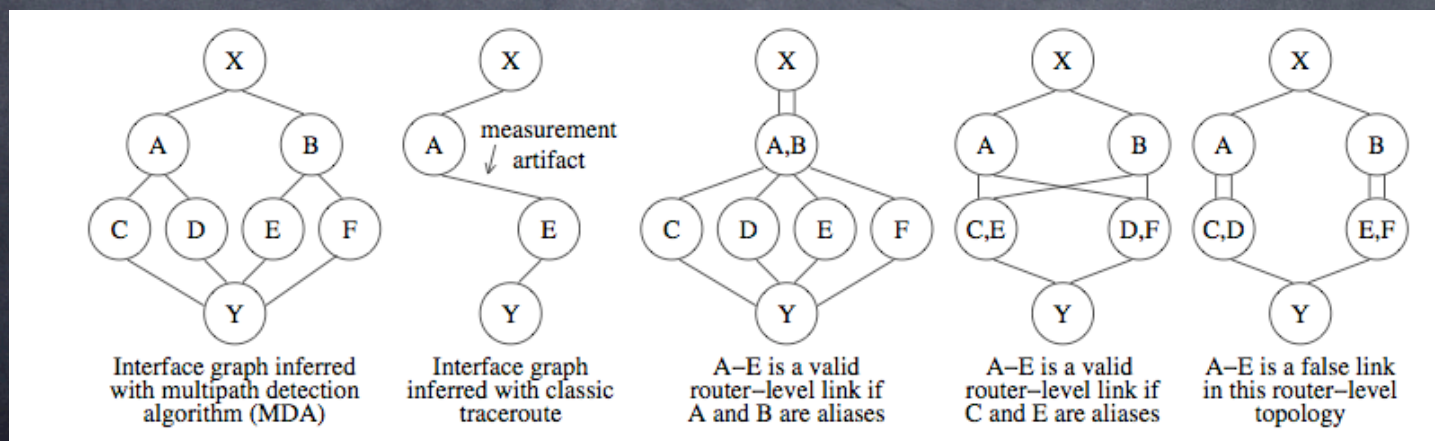 X
A B
C D E F
Y
Interface graph inferred
with multipath detection
algorithm (MDA)
X
A
measurement
artifact
E
Y
Interface graph
inferred with classic
traceroute
X
A,B
C D E F
Y
A–E is a valid
router–level link if
A and B are aliases
X
A B
C,E D,F
Y
A–E is a valid
router–level link if
C and E are aliases
X
A B
C,D E,F
Y
A–E is a false link
in this router–level
topology